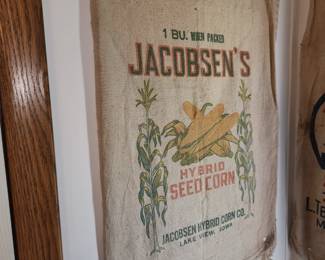 1 BU. WHEN PACKED
JACOBSEN'S
HYBRID
SEED CORN
JACOBSEN HYBRID CORN CO.
LAKE VIEW, IOWA